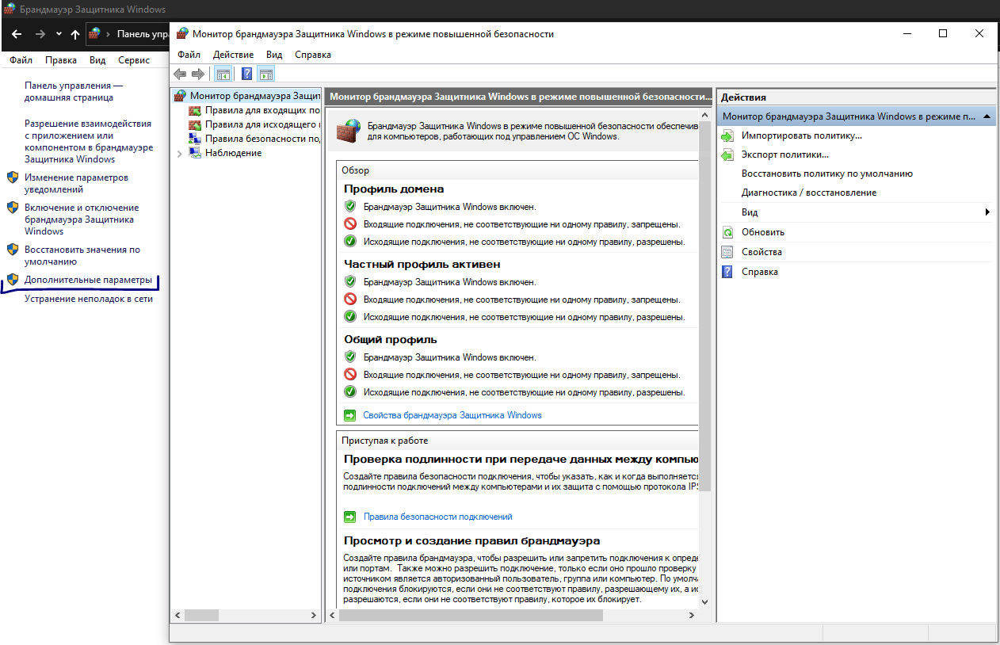 Брандмауэр Защитника Windows
Панель упра
Файл Правка Вид Сервис
Панель управления —
домашняя страница
Разрешение взаимодействия
с приложением или
компонентом в брандмауэре
Защитника Windows
Изменение параметров
уведомлений
Включение и отключение
брандмауэра Защитника
Windows
Восстановить значения по
умолчанию
Дополнительные параметры
Устранение неполадок в сети
Монитор брандмауэра Защитника Windows в режиме повышенной безопасности
Файл Действие Вид Справка
Монитор брандмауэра Защит
Правила для входящих по
Правила для исходящего
Правила безопасности по
Наблюдение
Монитор брандмауэра Защитника Windows в режиме повышенной безопасности...
Брандмауэр Защитника Windows в режиме повышенной безопасности обеспечив
для компьютеров, работающих под управлением ОС Windows.
Обзор
Профиль домена
Брандмауэр Защитника Windows включен.
Входящие подключения, не соответствующие ни одному правилу, запрещены.
Исходящие подключения, не соответствующие ни одному правилу, разрешены.
Частный профиль активен
Брандмауэр Защитника Windows включен.
Входящие подключения, не соответствующие ни одному правилу, запрещены.
Исходящие подключения, не соответствующие ни одному правилу, разрешены.
Общий профиль
Брандмауэр Защитника Windows включен.
Входящие подключения, не соответствующие ни одному правилу, запрещены.
Исходящие подключения, не соответствующие ни одному правилу, разрешены.
Свойства брандмауэра Защитника Windows
Приступая к работе
Проверка подлинности при передаче данных между компью
Создайте правила безопасности подключения, чтобы указать, как и когда выполняется
подлинности подключений между компьютерами и их защита с помощью протокола IPS
Правила безопасности подключений
Просмотр и создание правил брандмауэра
Создайте правила брандмауэра, чтобы разрешить или запретить подключения к опреде
или портам. Также можно разрешить подключение, только если оно прошло проверку
источником является авторизованный пользователь, группа или компьютер. По умолча
подключения блокируются, если они не соответствуют правилу, разрешающему их, а ис
разрешаются, если они не соответствуют правилу, которое их блокирует.
Действия
Монитор брандмауэра Защитника Windows в режиме п...
Импортировать политику...
Экспорт политики...
Восстановить политику по умолчанию
Диагностика / восстановление
Вид
Обновить
Свойства
Справка